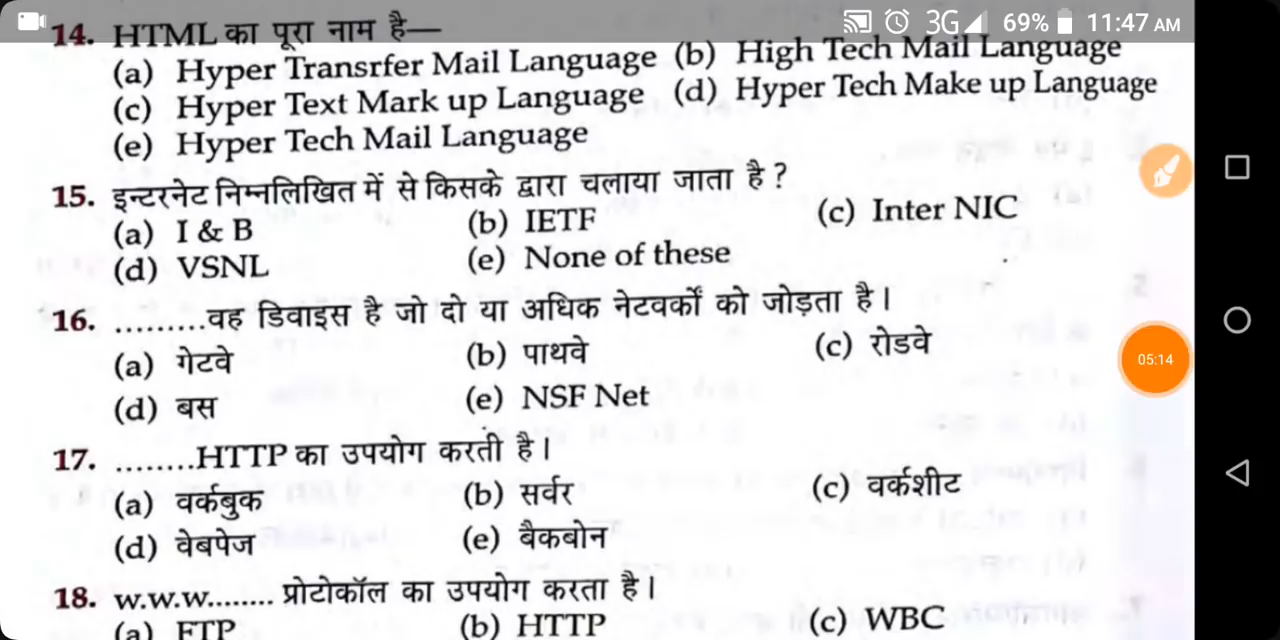 3G 69% 11:47 AM
14. HTML का पूरा नाम है—
(a) Hyper Transrfer Mail Language (b) High Tech Mail Language
(c) Hyper Text Mark up Language (d) Hyper Tech Make up Language
(e) Hyper Tech Mail Language
15. इन्टरनेट निम्नलिखित में से किसके द्वारा चलाया जाता है ?
(a) I & B (b) IETF (c) Inter NIC
(d) VSNL (e) None of these
16. .........वह डिवाइस है जो दो या अधिक नेटवर्कों को जोड़ता है।
(a) गेटवे (b) पाथवे (c) रोडवे
(d) बस (e) NSF Net
05:14
17. ........HTTP का उपयोग करती है।
(a) वर्कबुक (b) सर्वर (c) वर्कशीट
(d) वेबपेज (e) बैकबोन
18. w.w.w........ प्रोटोकॉल का उपयोग करता है।
(a) FTP (b) HTTP (c) WBC